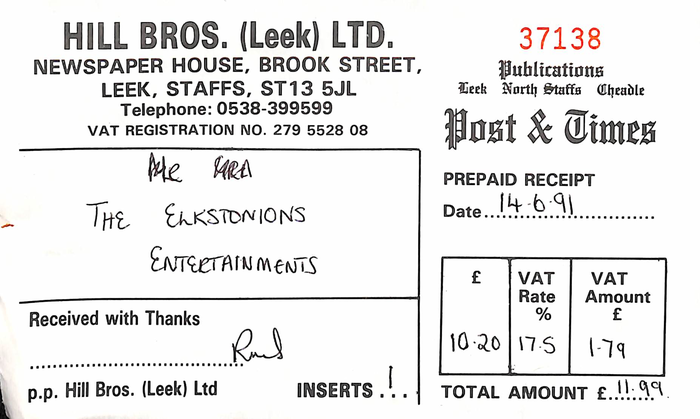 HILL BROS. (Leek) LTD.
NEWSPAPER HOUSE, BROOK STREET,
LEEK, STAFFS, ST13 5JL
Telephone: 0538-399599
VAT REGISTRATION NO. 279 5528 08
THE ELKSTONIONS
ENTERTAINMENTS
Received with Thanks
p.p. Hill Bros. (Leek) Ltd
INSERTS 1
37138
Publications
Leek North Staffs Cheadle
Post & Times
PREPAID RECEIPT
Date 14.6.91
£ VAT Rate % VAT Amount £
10.20 17.5 1.79
TOTAL AMOUNT £ 11.99